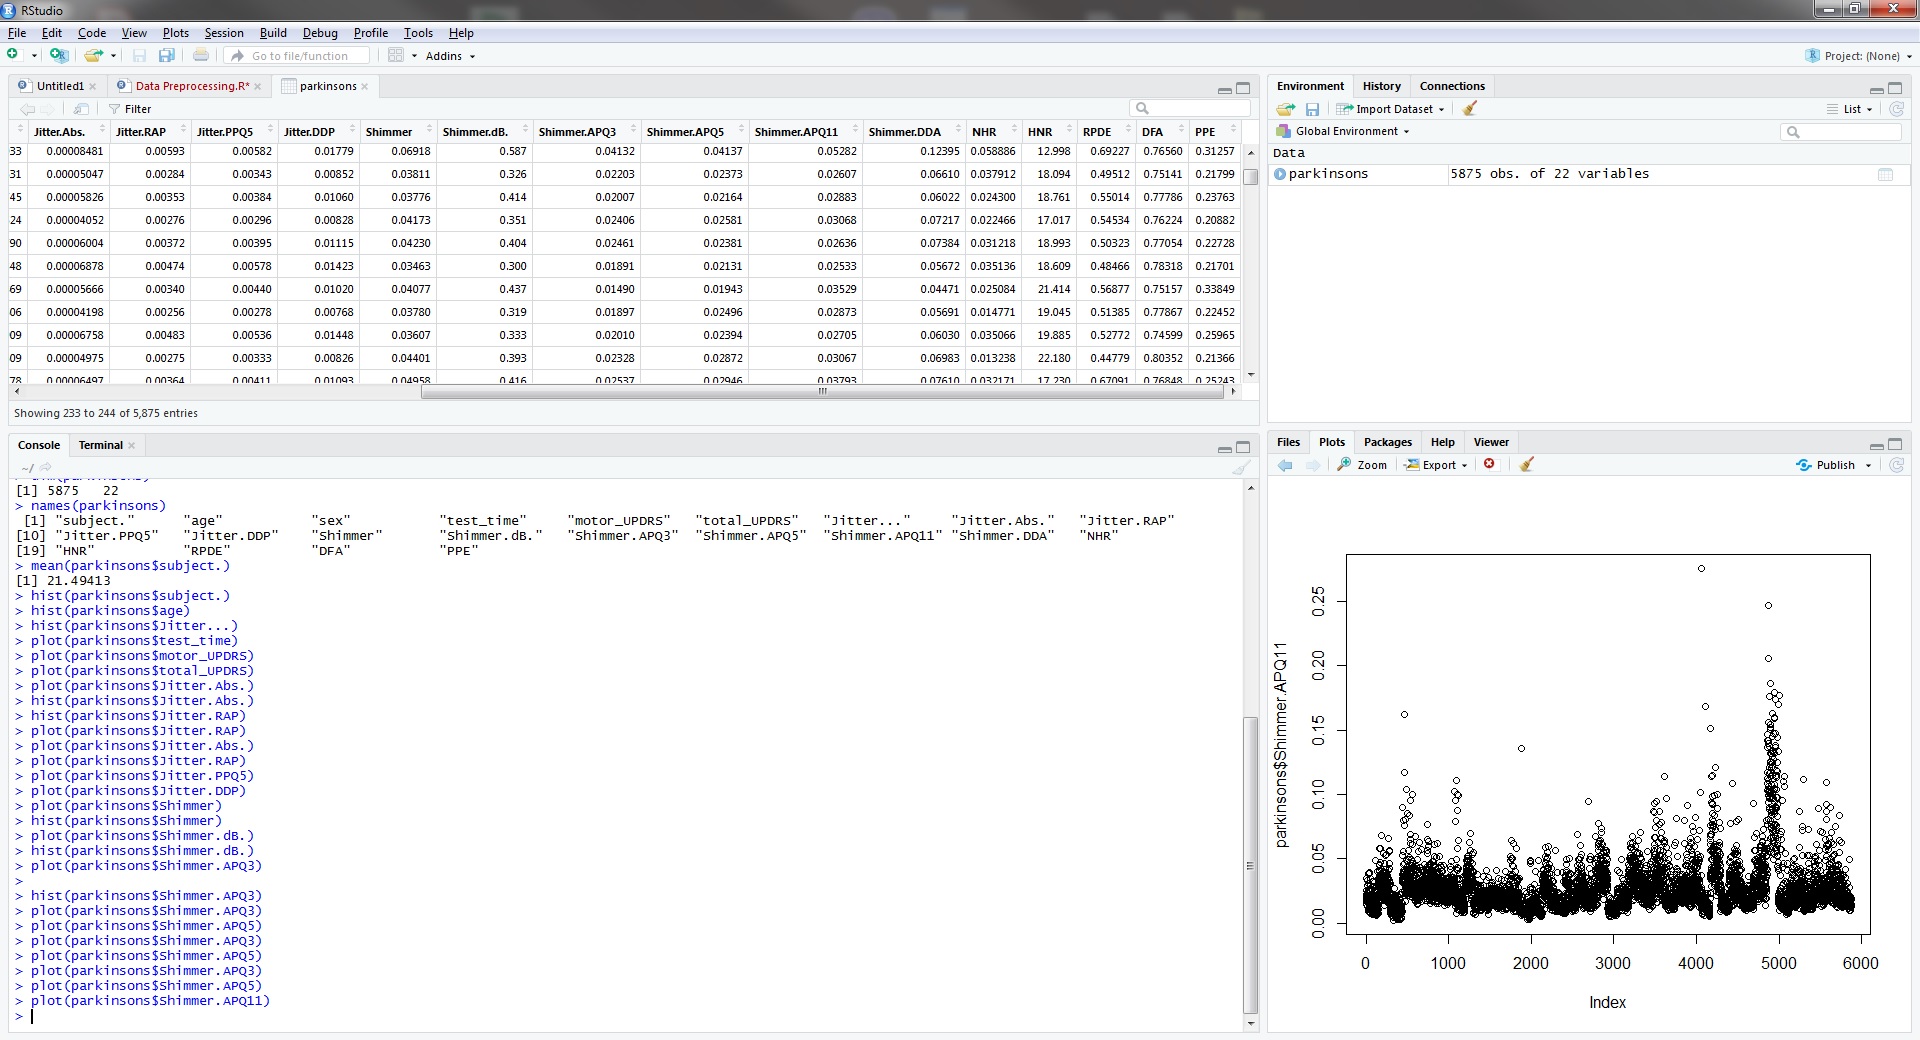 RStudio
File Edit Code View Plots Session Build Debug Profile Tools Help
Go to file/function Addins Project: (None)
Untitled1 Data Preprocessing.R* parkinsons
Filter
Jitter.Abs. Jitter.RAP Jitter.PPQ5 Jitter.DDP Shimmer Shimmer.dB. Shimmer.APQ3 Shimmer.APQ5 Shimmer.APQ11 Shimmer.DDA NHR HNR RPDE DFA PPE
33 0.00008481 0.00593 0.00582 0.01779 0.06918 0.587 0.04132 0.04137 0.05282 0.12395 0.058886 12.998 0.69227 0.76560 0.31257
31 0.00005047 0.00284 0.00343 0.00852 0.03811 0.326 0.02203 0.02373 0.02607 0.06610 0.037912 18.094 0.49512 0.75141 0.21799
45 0.00005826 0.00353 0.00384 0.01060 0.03776 0.414 0.02007 0.02164 0.02883 0.06022 0.024300 18.761 0.55014 0.77786 0.23763
24 0.00004052 0.00276 0.00296 0.00828 0.04173 0.351 0.02406 0.02581 0.03068 0.07217 0.022466 17.017 0.54534 0.76224 0.20882
90 0.00006004 0.00372 0.00395 0.01115 0.04230 0.404 0.02461 0.02381 0.02636 0.07384 0.031218 18.993 0.50323 0.77054 0.22728
48 0.00006878 0.00474 0.00578 0.01423 0.03463 0.300 0.01891 0.02131 0.02533 0.05672 0.035136 18.609 0.48466 0.78318 0.21701
69 0.00005666 0.00340 0.00440 0.01020 0.04077 0.437 0.01490 0.01943 0.03529 0.04471 0.025084 21.414 0.56877 0.75157 0.33849
06 0.00004198 0.00256 0.00278 0.00768 0.03780 0.319 0.01897 0.02496 0.02873 0.05691 0.014771 19.045 0.51385 0.77867 0.22452
09 0.00006758 0.00483 0.00536 0.01448 0.03607 0.333 0.02010 0.02394 0.02705 0.06030 0.035066 19.885 0.52772 0.74599 0.25965
09 0.00004975 0.00275 0.00333 0.00826 0.04401 0.393 0.02328 0.02872 0.03067 0.06983 0.013238 22.180 0.44779 0.80352 0.21366
78 0.00006497 0.00364 0.00411 0.01093 0.04958 0.416 0.02537 0.02946 0.03793 0.07610 0.032171 17.230 0.67091 0.76848 0.25243
Showing 233 to 244 of 5,875 entries
Console Terminal
~/
[1] 5875 22
> names(parkinsons)
[1] "subject." "age" "sex" "test_time" "motor_UPDRS" "total_UPDRS" "Jitter..." "Jitter.Abs." "Jitter.RAP"
[10] "Jitter.PPQ5" "Jitter.DDP" "Shimmer" "Shimmer.dB." "Shimmer.APQ3" "Shimmer.APQ5" "Shimmer.APQ11" "Shimmer.DDA" "NHR"
[19] "HNR" "RPDE" "DFA" "PPE"
> mean(parkinsons$subject.)
[1] 21.49413
> hist(parkinsons$subject.)
> hist(parkinsons$age)
> hist(parkinsons$Jitter...)
> plot(parkinsons$test_time)
> plot(parkinsons$motor_UPDRS)
> plot(parkinsons$total_UPDRS)
> plot(parkinsons$Jitter.Abs.)
> hist(parkinsons$Jitter.Abs.)
> hist(parkinsons$Jitter.RAP)
> plot(parkinsons$Jitter.RAP)
> plot(parkinsons$Jitter.Abs.)
> plot(parkinsons$Jitter.RAP)
> plot(parkinsons$Jitter.PPQ5)
> plot(parkinsons$Jitter.DDP)
> plot(parkinsons$Shimmer)
> hist(parkinsons$Shimmer)
> plot(parkinsons$Shimmer.dB.)
> hist(parkinsons$Shimmer.dB.)
> plot(parkinsons$Shimmer.APQ3)
>
> hist(parkinsons$Shimmer.APQ3)
> plot(parkinsons$Shimmer.APQ3)
> plot(parkinsons$Shimmer.APQ5)
> plot(parkinsons$Shimmer.APQ3)
> plot(parkinsons$Shimmer.APQ5)
> plot(parkinsons$Shimmer.APQ3)
> plot(parkinsons$Shimmer.APQ5)
> plot(parkinsons$Shimmer.APQ11)
>
Environment History Connections
Import Dataset List
Global Environment
Data
parkinsons 5875 obs. of 22 variables
Files Plots Packages Help Viewer
Zoom Export Publish
parkinsons$Shimmer.APQ11
0.25
0.20
0.15
0.10
0.05
0.00
0 1000 2000 3000 4000 5000 6000
Index